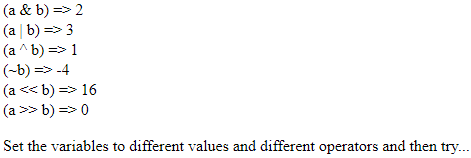 (a & b) => 2
(a | b) => 3
(a ^ b) => 1
(~b) => -4
(a << b) => 16
(a >> b) => 0
Set the variables to different values and different operators and then try...